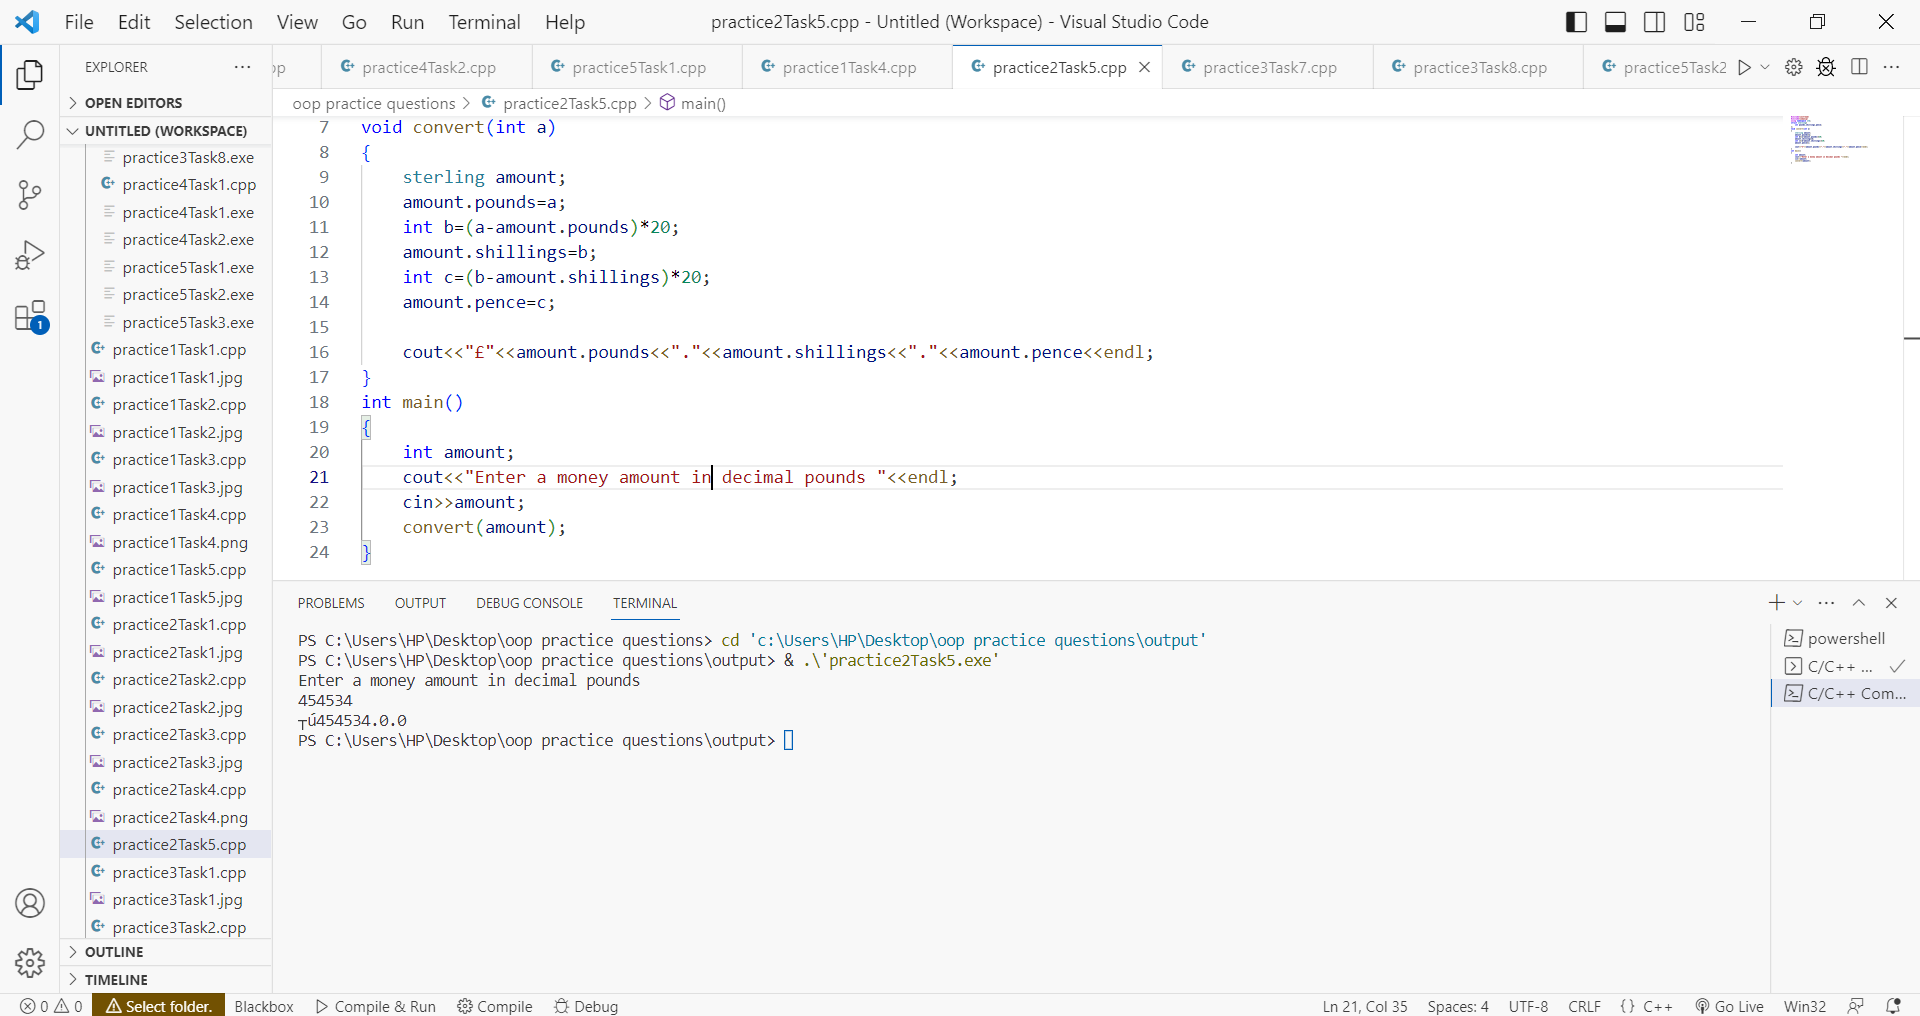 File Edit Selection View Go Run Terminal Help
practice2Task5.cpp - Untitled (Workspace) - Visual Studio Code
EXPLORER
pp practice4Task2.cpp practice5Task1.cpp practice1Task4.cpp practice2Task5.cpp practice3Task7.cpp practice3Task8.cpp practice5Task2
OPEN EDITORS
UNTITLED (WORKSPACE)
practice3Task8.exe
practice4Task1.cpp
practice4Task1.exe
practice4Task2.exe
practice5Task1.exe
practice5Task2.exe
practice5Task3.exe
practice1Task1.cpp
practice1Task1.jpg
practice1Task2.cpp
practice1Task2.jpg
practice1Task3.cpp
practice1Task3.jpg
practice1Task4.cpp
practice1Task4.png
practice1Task5.cpp
practice1Task5.jpg
practice2Task1.cpp
practice2Task1.jpg
practice2Task2.cpp
practice2Task2.jpg
practice2Task3.cpp
practice2Task3.jpg
practice2Task4.cpp
practice2Task4.png
practice2Task5.cpp
practice3Task1.cpp
practice3Task1.jpg
practice3Task2.cpp
OUTLINE
TIMELINE
1
oop practice questions > practice2Task5.cpp > main()
7 void convert(int a)
8 {
9 sterling amount;
10 amount.pounds=a;
11 int b=(a-amount.pounds)*20;
12 amount.shillings=b;
13 int c=(b-amount.shillings)*20;
14 amount.pence=c;
15
16 cout<<"£"<<amount.pounds<<"."<<amount.shillings<<"."<<amount.pence<<endl;
17 }
18 int main()
19 {
20 int amount;
21 cout<<"Enter a money amount in decimal pounds "<<endl;
22 cin>>amount;
23 convert(amount);
24 }
PROBLEMS OUTPUT DEBUG CONSOLE TERMINAL
PS C:\Users\HP\Desktop\oop practice questions> cd 'c:\Users\HP\Desktop\oop practice questions\output'
PS C:\Users\HP\Desktop\oop practice questions\output> & .\'practice2Task5.exe'
Enter a money amount in decimal pounds
454534
┬ú454534.0.0
PS C:\Users\HP\Desktop\oop practice questions\output>
powershell
C/C++ ...
C/C++ Com...
0 0 Select folder. Blackbox Compile & Run Compile Debug
Ln 21, Col 35 Spaces: 4 UTF-8 CRLF {} C++ Go Live Win32